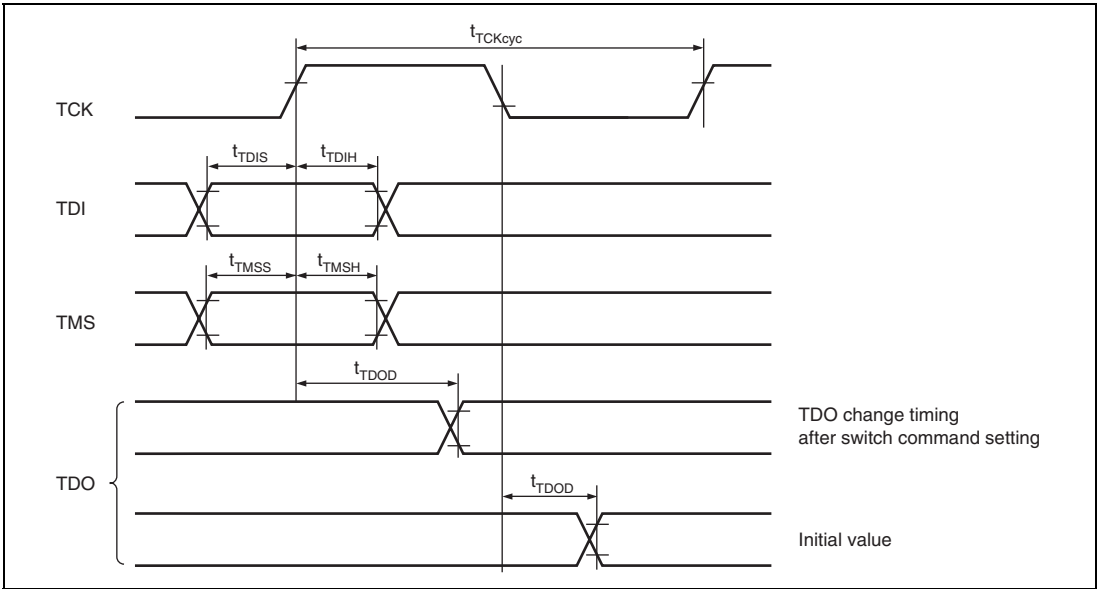 tTCKcyc
TCK
tTDIS tTDIH
TDI
tTMSS tTMSH
TMS
tTDOD
TDO change timing
after switch command setting
TDO
tTDOD
Initial value